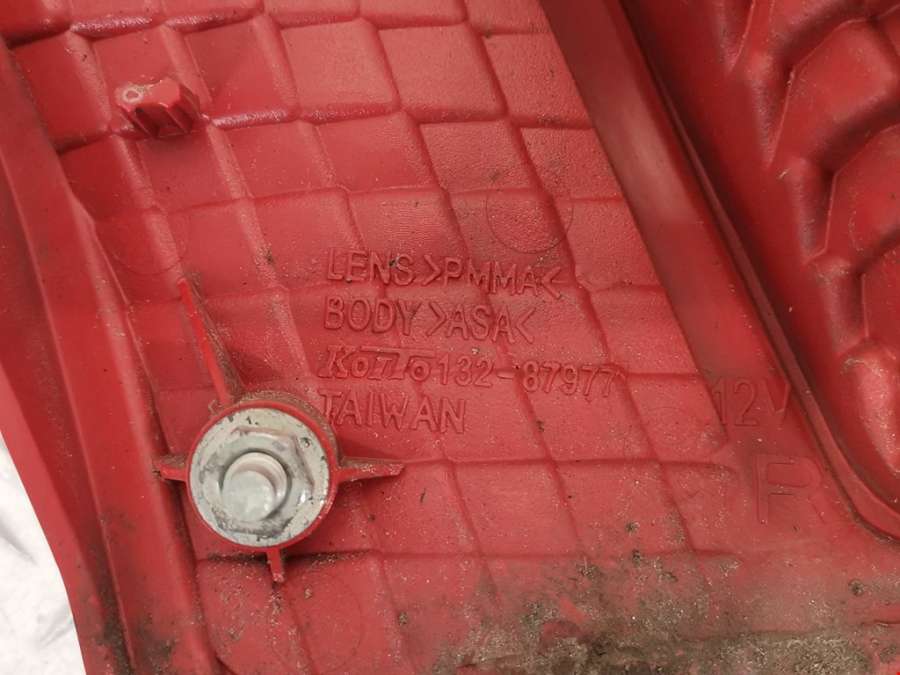 LENS >PMMA<
BODY >ASA<
KoITo 132-87977
TAIWAN
12V
R